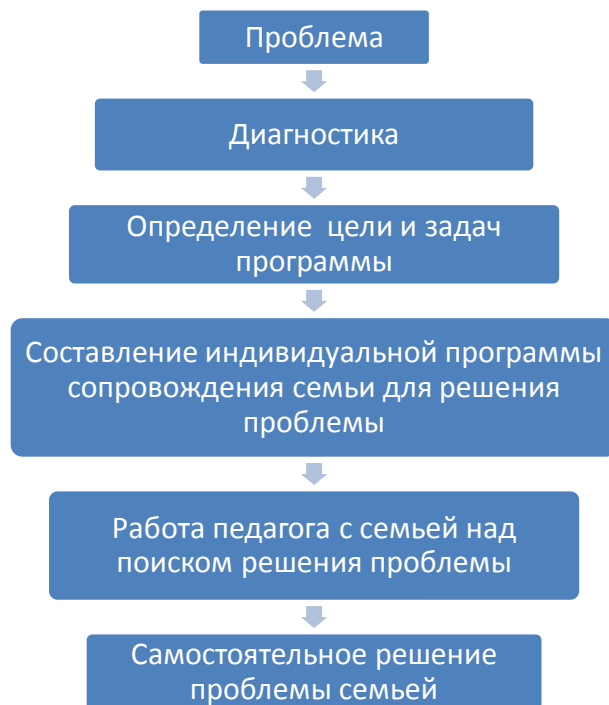 Проблема
Диагностика
Определение цели и задач
программы
Составление индивидуальной программы
сопровождения семьи для решения
проблемы
Работа педагога с семьей над
поиском решения проблемы
Самостоятельное решение
проблемы семьей